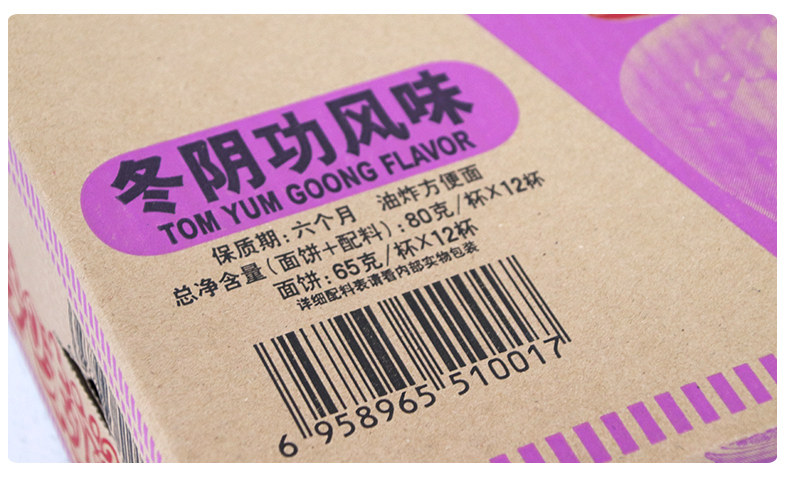 冬阴功风味
TOM YUM GOONG FLAVOR
保质期:六个月 油炸方便面
总净含量(面饼+配料):80克/杯X12杯
面饼:65克/杯X12杯
详细配料表请看内部实物包装
6 958965 510017